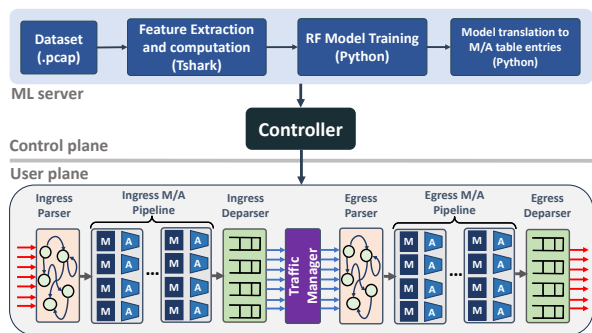 Dataset
(.pcap)
Feature Extraction
and computation
(Tshark)
RF Model Training
(Python)
Model translation to
M/A table entries
(Python)
ML server
Controller
Control plane
User plane
Ingress
Parser
Ingress M/A
Pipeline
Ingress
Deparser
Egress
Parser
Egress M/A
Pipeline
Egress
Deparser
M A ... M A
M A M A
M A M A
M A M A
Traffic
Manager
M A ... M A
M A M A
M A M A
M A M A